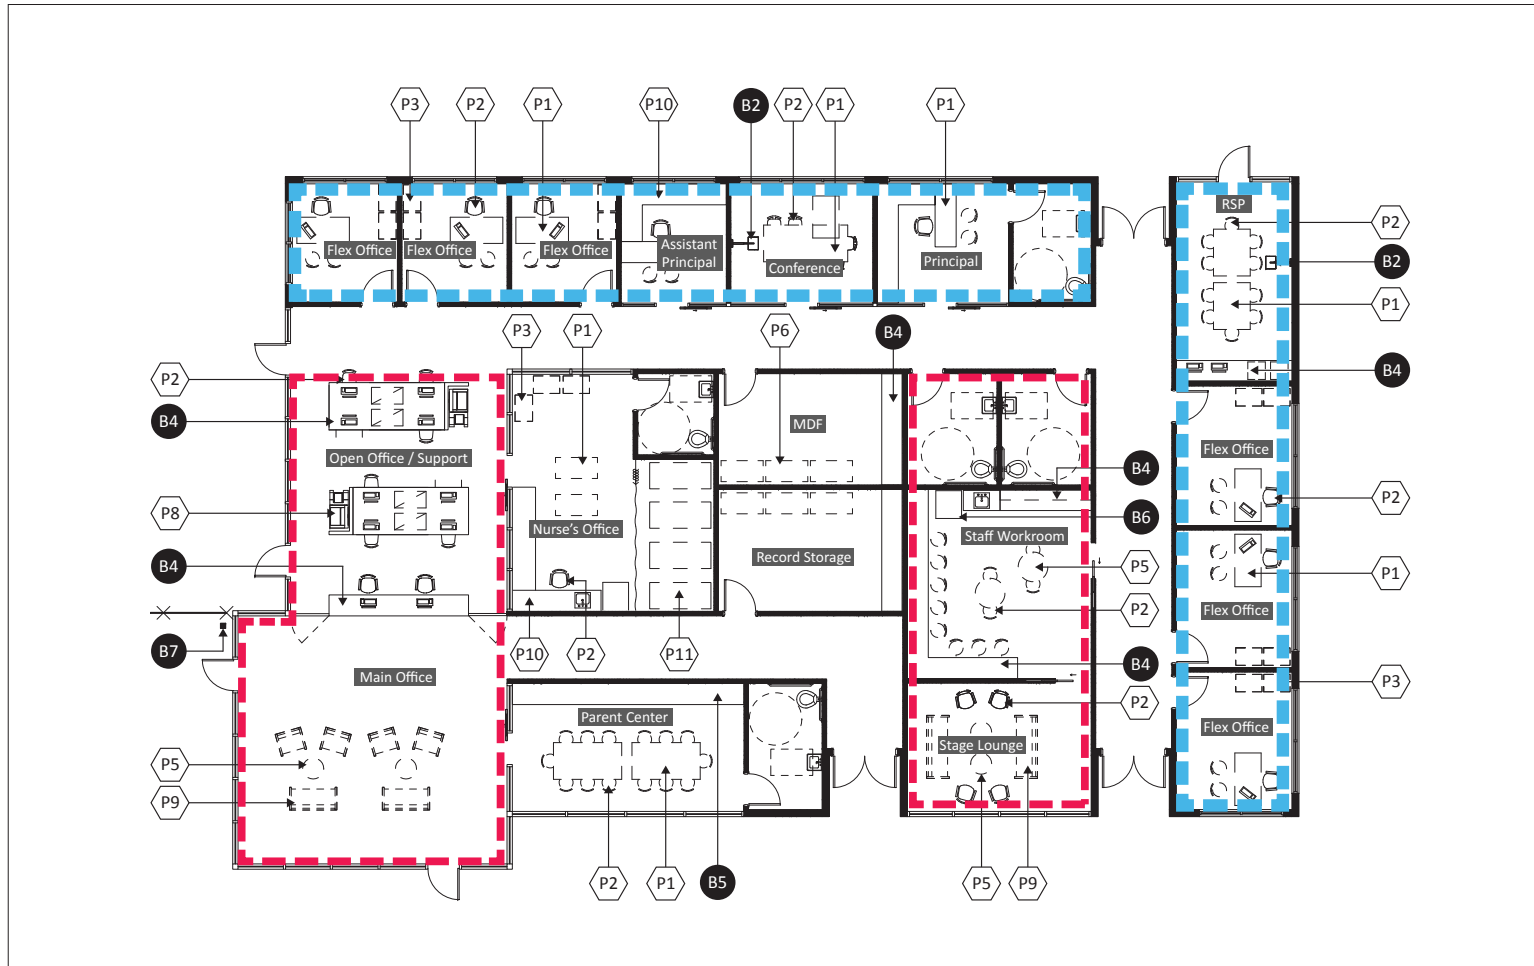 P3 P2 P1 P10 B2 P2 P1 P1
RSP
P2
Flex Office Flex Office Flex Office Assistant
Principal Conference Principal
B2
P1
P3 P1 P6 B4
P2
B4
B4
MDF
Open Office / Support
Flex Office
B4
P8
P2
B6
Nurse's Office Staff Workroom
Record Storage
P5
B4
P1
P2
Flex Office
B7
P10 P2 P11
B4
Main Office
P3
P2
Parent Center
Flex Office
Stage Lounge
P5
P9
P2 P1 B5 P5 P9